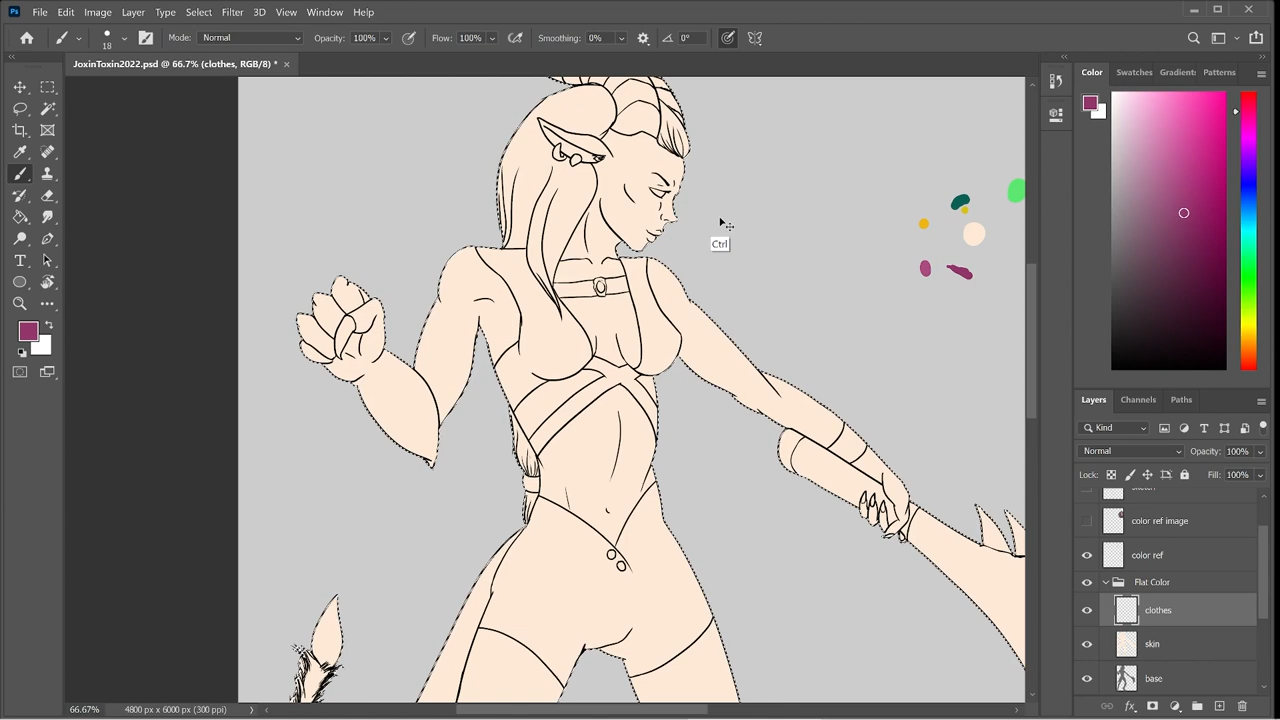 Ps File Edit Image Layer Type Select Filter 3D View Window Help
18 Mode: Normal Opacity: 100% Flow: 100% Smoothing: 0% 0°
JoxinToxin2022.psd @ 66.7% (clothes, RGB/8) *
Color Swatches Gradient: Patterns
Ctrl
Layers Channels Paths
Kind
Normal Opacity: 100%
Lock: Fill: 100%
color ref image
color ref
Flat Color
clothes
skin
base
66.67% 4800 px x 6000 px (300 ppi)
fx